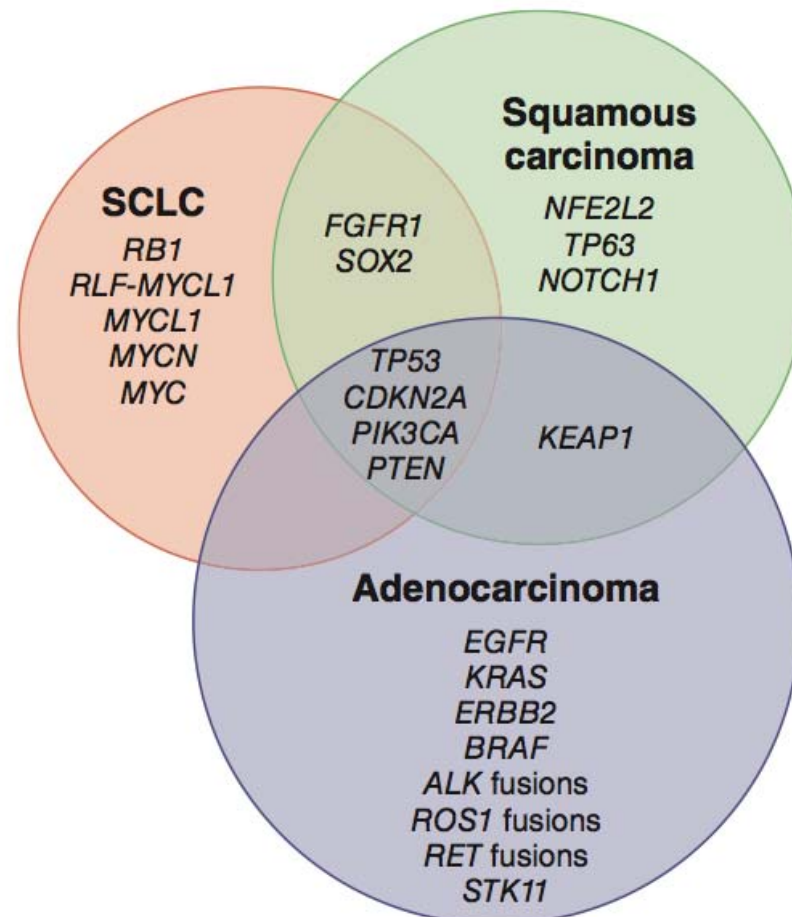 Squamous
carcinoma
NFE2L2
TP63
NOTCH1
SCLC
RB1
RLF-MYCL1
MYCL1
MYCN
MYC
FGFR1
SOX2
TP53
CDKN2A
PIK3CA
PTEN
KEAP1
Adenocarcinoma
EGFR
KRAS
ERBB2
BRAF
ALK fusions
ROS1 fusions
RET fusions
STK11